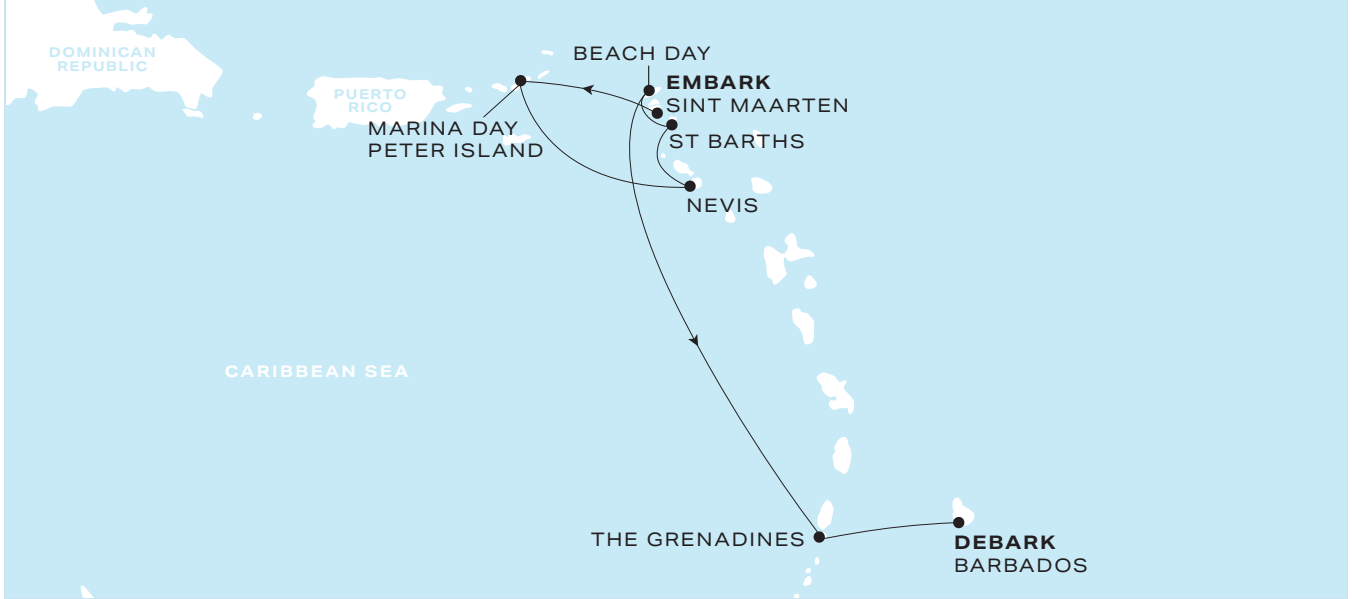 DOMINICAN
REPUBLIC
PUERTO
RICO
BEACH DAY
EMBARK
SINT MAARTEN
MARINA DAY
PETER ISLAND
ST BARTHS
NEVIS
CARIBBEAN SEA
THE GRENADINES
DEBARK
BARBADOS